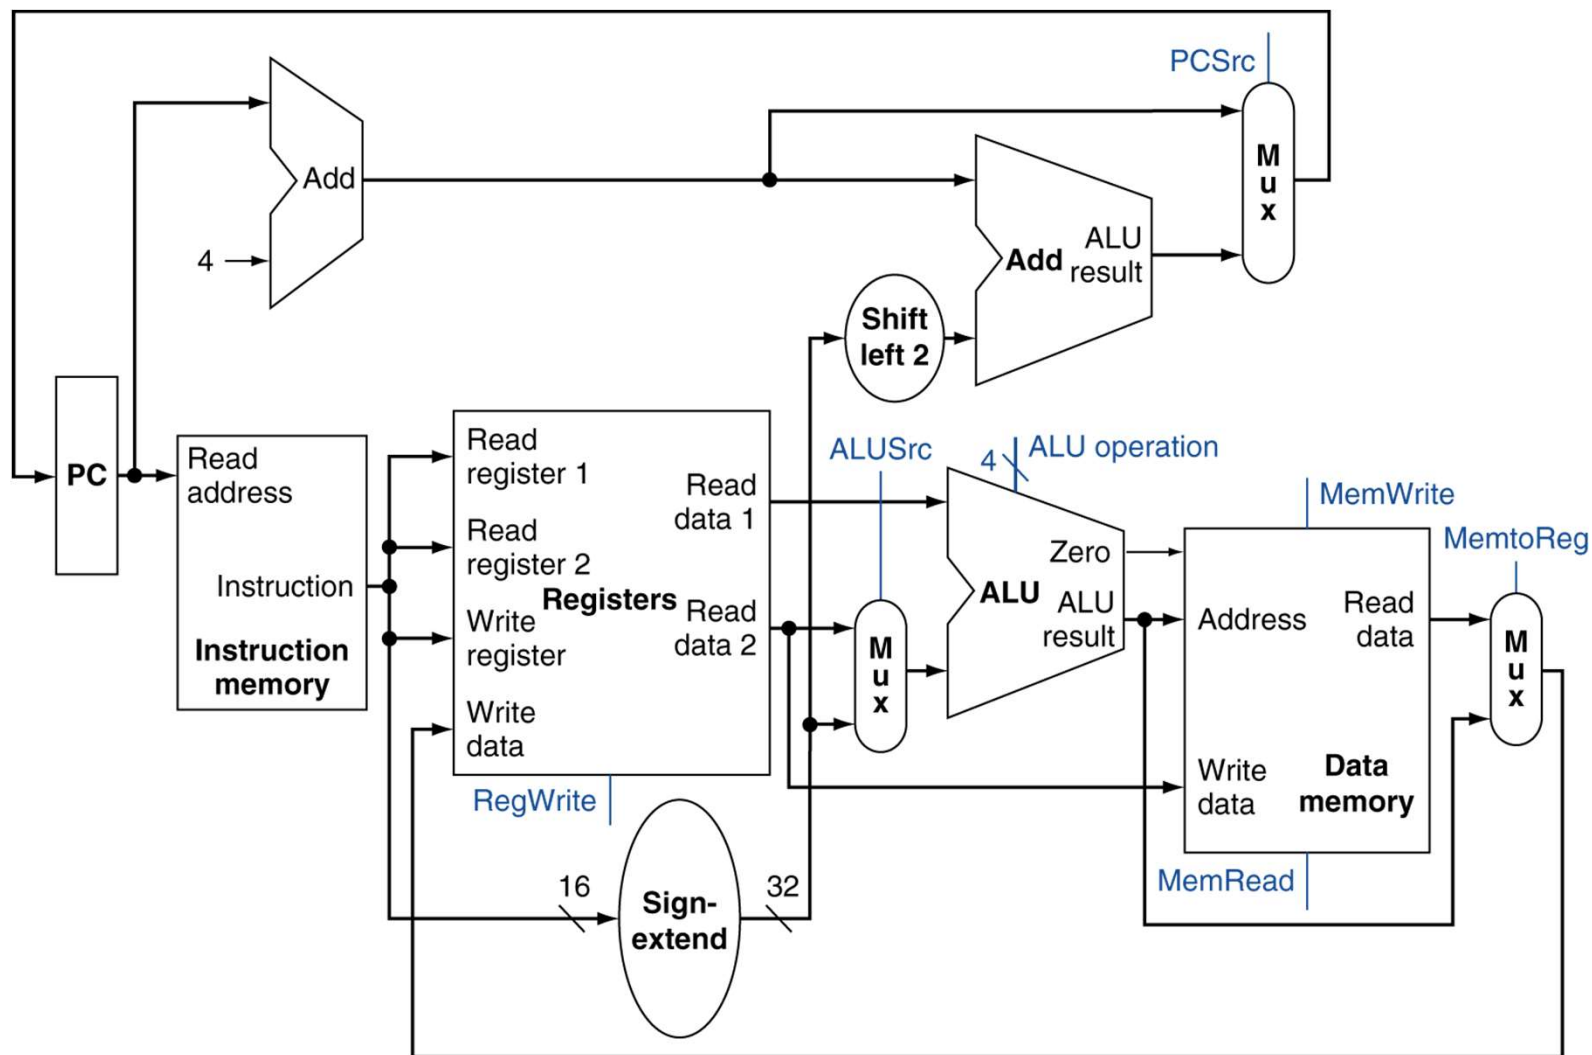 PCSrc
Add
4
M
u
x
Add
ALU
result
Shift
left 2
PC
Read
address
Instruction
Instruction
memory
Read
register 1
Read
register 2
Write
register
Write
data
Registers
Read
data 1
Read
data 2
RegWrite
ALUSrc
M
u
x
4
ALU operation
Zero
ALU
ALU
result
MemWrite
Address
Read
data
Write
data
Data
memory
MemRead
MemtoReg
M
u
x
16
Sign-
extend
32